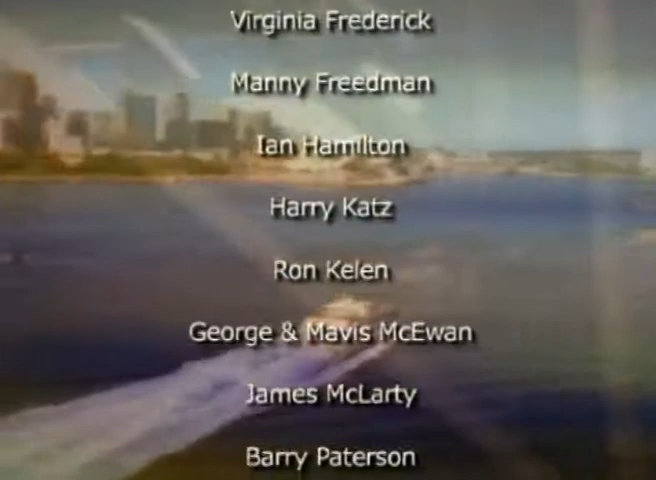 Virginia Frederick
Manny Freedman
Ian Hamilton
Harry Katz
Ron Kelen
George & Mavis McEwan
James McLarty
Barry Paterson